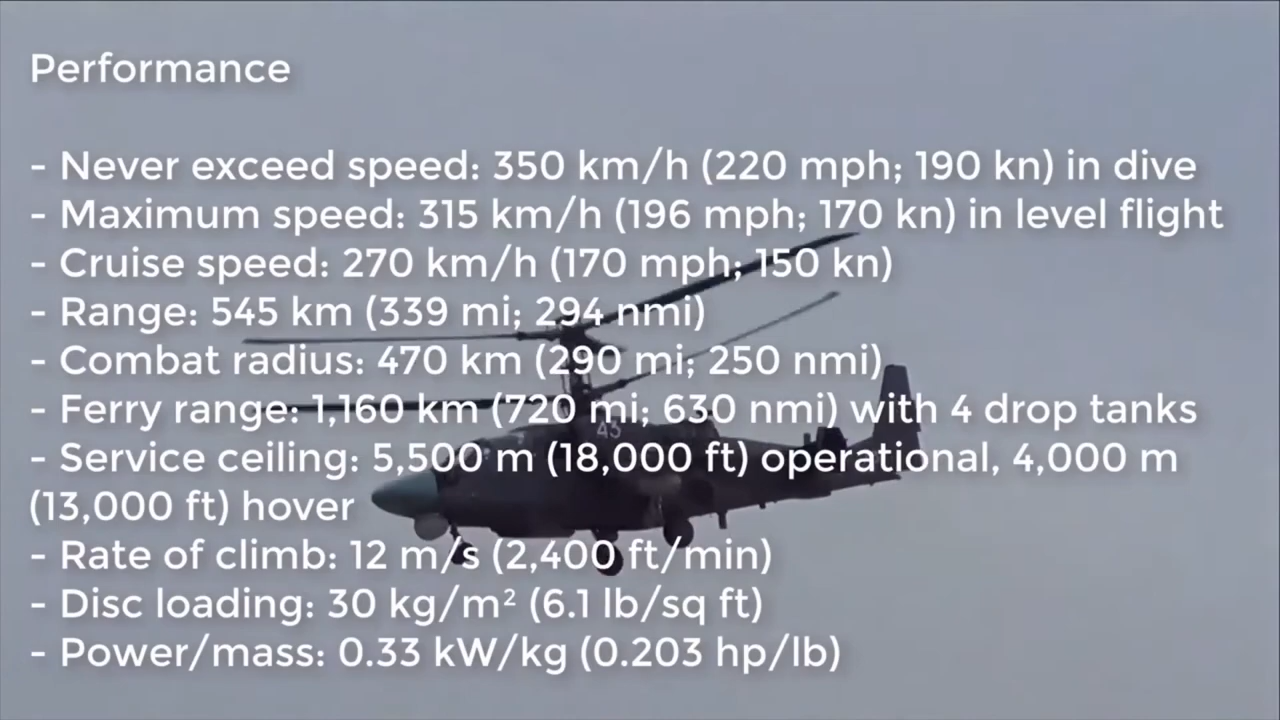 Performance
- Never exceed speed: 350 km/h (220 mph; 190 kn) in dive
- Maximum speed: 315 km/h (196 mph; 170 kn) in level flight
- Cruise speed: 270 km/h (170 mph; 150 kn)
- Range: 545 km (339 mi; 294 nmi)
- Combat radius: 470 km (290 mi; 250 nmi)
- Ferry range: 1,160 km (720 mi; 630 nmi) with 4 drop tanks
43
- Service ceiling: 5,500 m (18,000 ft) operational, 4,000 m
(13,000 ft) hover
- Rate of climb: 12 m/s (2,400 ft/min)
- Disc loading: 30 kg/m² (6.1 lb/sq ft)
- Power/mass: 0.33 kW/kg (0.203 hp/lb)